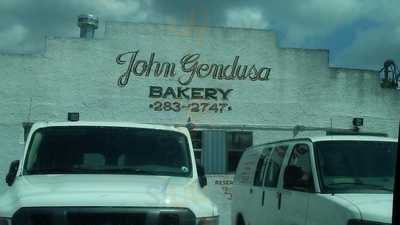 John Gendusa
BAKERY
•283-2747•